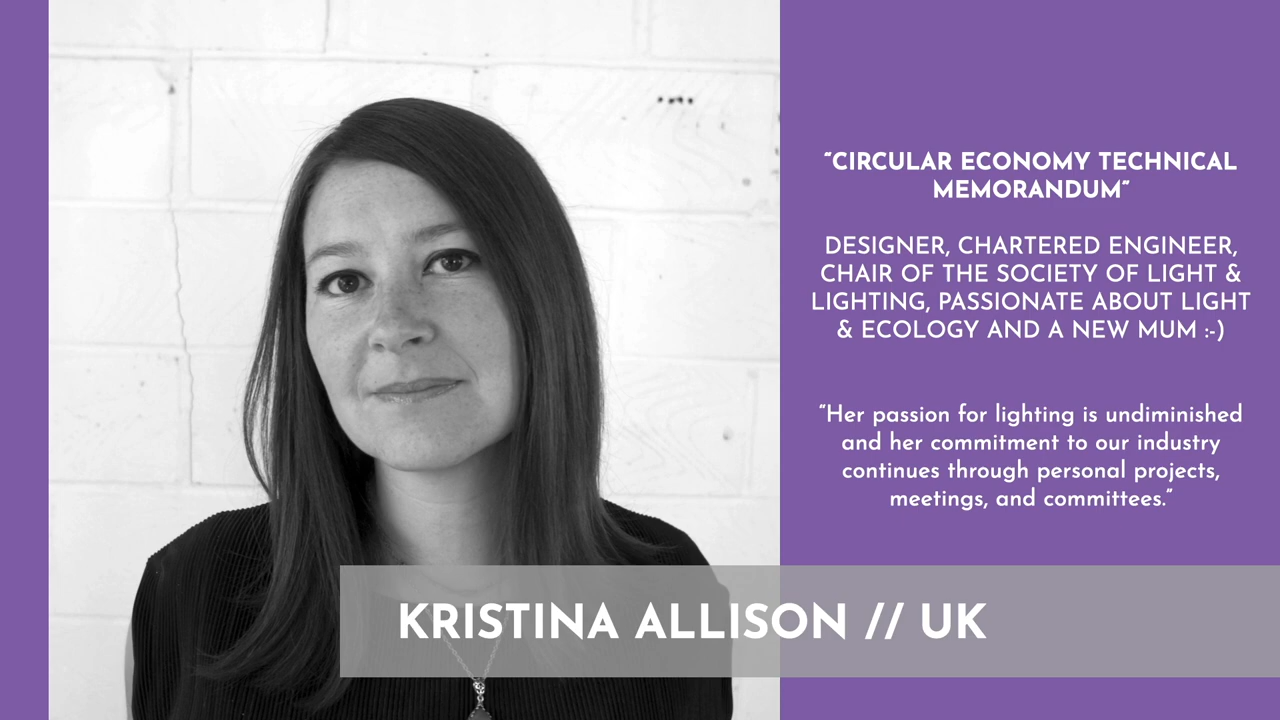 “CIRCULAR ECONOMY TECHNICAL
MEMORANDUM”
DESIGNER, CHARTERED ENGINEER,
CHAIR OF THE SOCIETY OF LIGHT &
LIGHTING, PASSIONATE ABOUT LIGHT
& ECOLOGY AND A NEW MUM :-)
“Her passion for lighting is undiminished
and her commitment to our industry
continues through personal projects,
meetings, and committees.”
KRISTINA ALLISON // UK